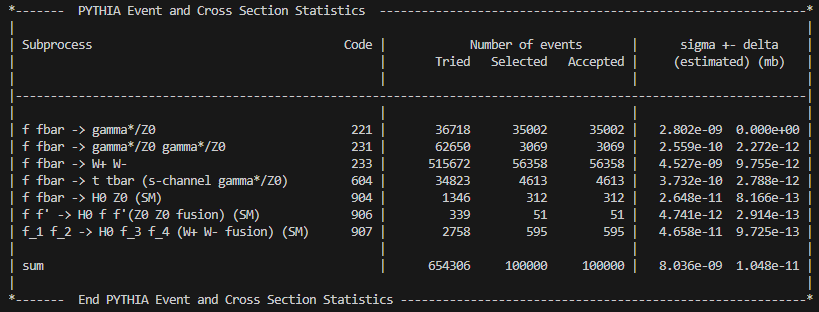 *------- PYTHIA Event and Cross Section Statistics -------------------------------------------------------------*
| |
| Subprocess Code | Number of events | sigma +- delta |
| | Tried Selected Accepted | (estimated) (mb) |
| | | |
|------------------------------------------------------------------------------------------------------------------|
| | | |
| f fbar -> gamma*/Z0 221 | 36718 35002 35002 | 2.802e-09 0.000e+00 |
| f fbar -> gamma*/Z0 gamma*/Z0 231 | 62650 3069 3069 | 2.559e-10 2.272e-12 |
| f fbar -> W+ W- 233 | 515672 56358 56358 | 4.527e-09 9.755e-12 |
| f fbar -> t tbar (s-channel gamma*/Z0) 604 | 34823 4613 4613 | 3.732e-10 2.788e-12 |
| f fbar -> H0 Z0 (SM) 904 | 1346 312 312 | 2.648e-11 8.166e-13 |
| f f' -> H0 f f'(Z0 Z0 fusion) (SM) 906 | 339 51 51 | 4.741e-12 2.914e-13 |
| f_1 f_2 -> H0 f_3 f_4 (W+ W- fusion) (SM) 907 | 2758 595 595 | 4.658e-11 9.725e-13 |
| | | |
| sum | 654306 100000 100000 | 8.036e-09 1.048e-11 |
| |
*------- End PYTHIA Event and Cross Section Statistics ----------------------------------------------------------*